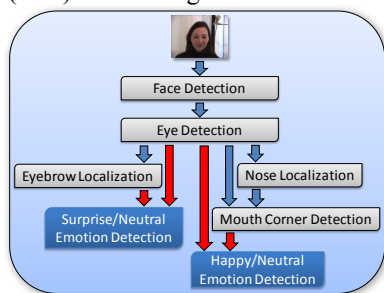 Face Detection
Eye Detection
Eyebrow Localization
Nose Localization
Surprise/Neutral
Emotion Detection
Mouth Corner Detection
Happy/Neutral
Emotion Detection